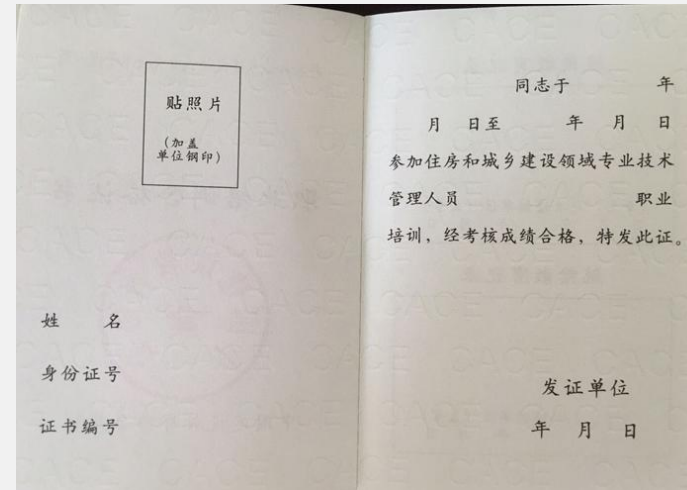 贴照片
(加盖
单位钢印)
姓 名
身份证号
证书编号
同志于 年
月 日至 年 月 日
参加住房和城乡建设领域专业技术
管理人员 职业
培训，经考核成绩合格，特发此证。
发证单位
年 月 日